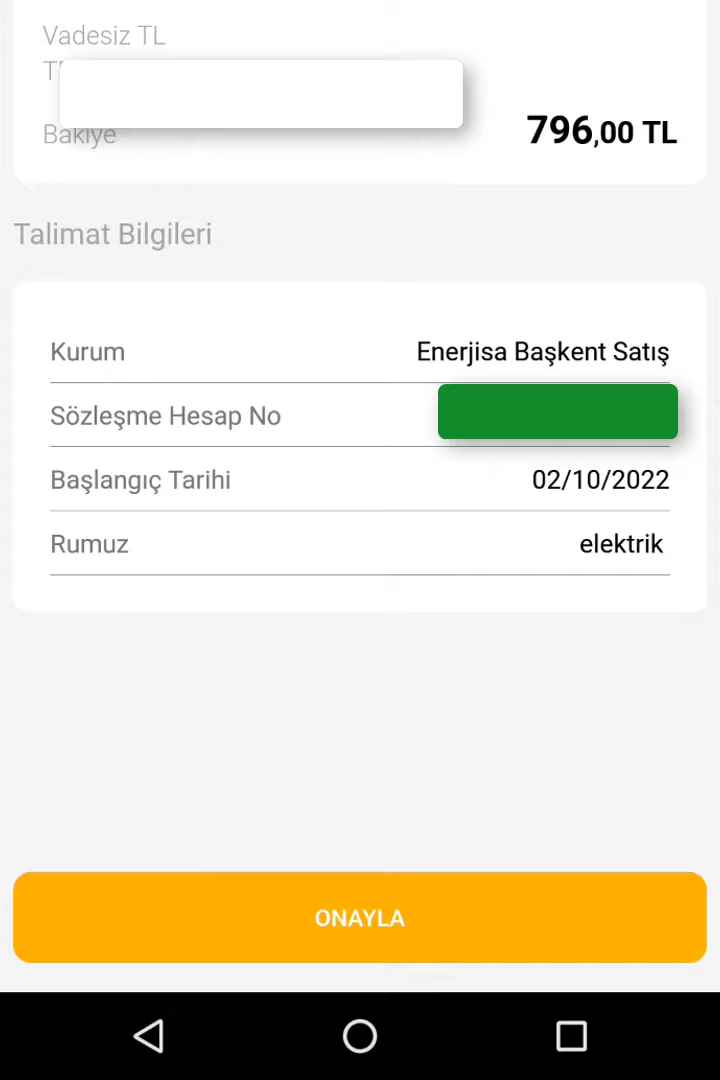 Vadesiz TL
Bakiye
796,00 TL
Talimat Bilgileri
Kurum Enerjisa Başkent Satış
Sözleşme Hesap No
Başlangıç Tarihi 02/10/2022
Rumuz elektrik
ONAYLA